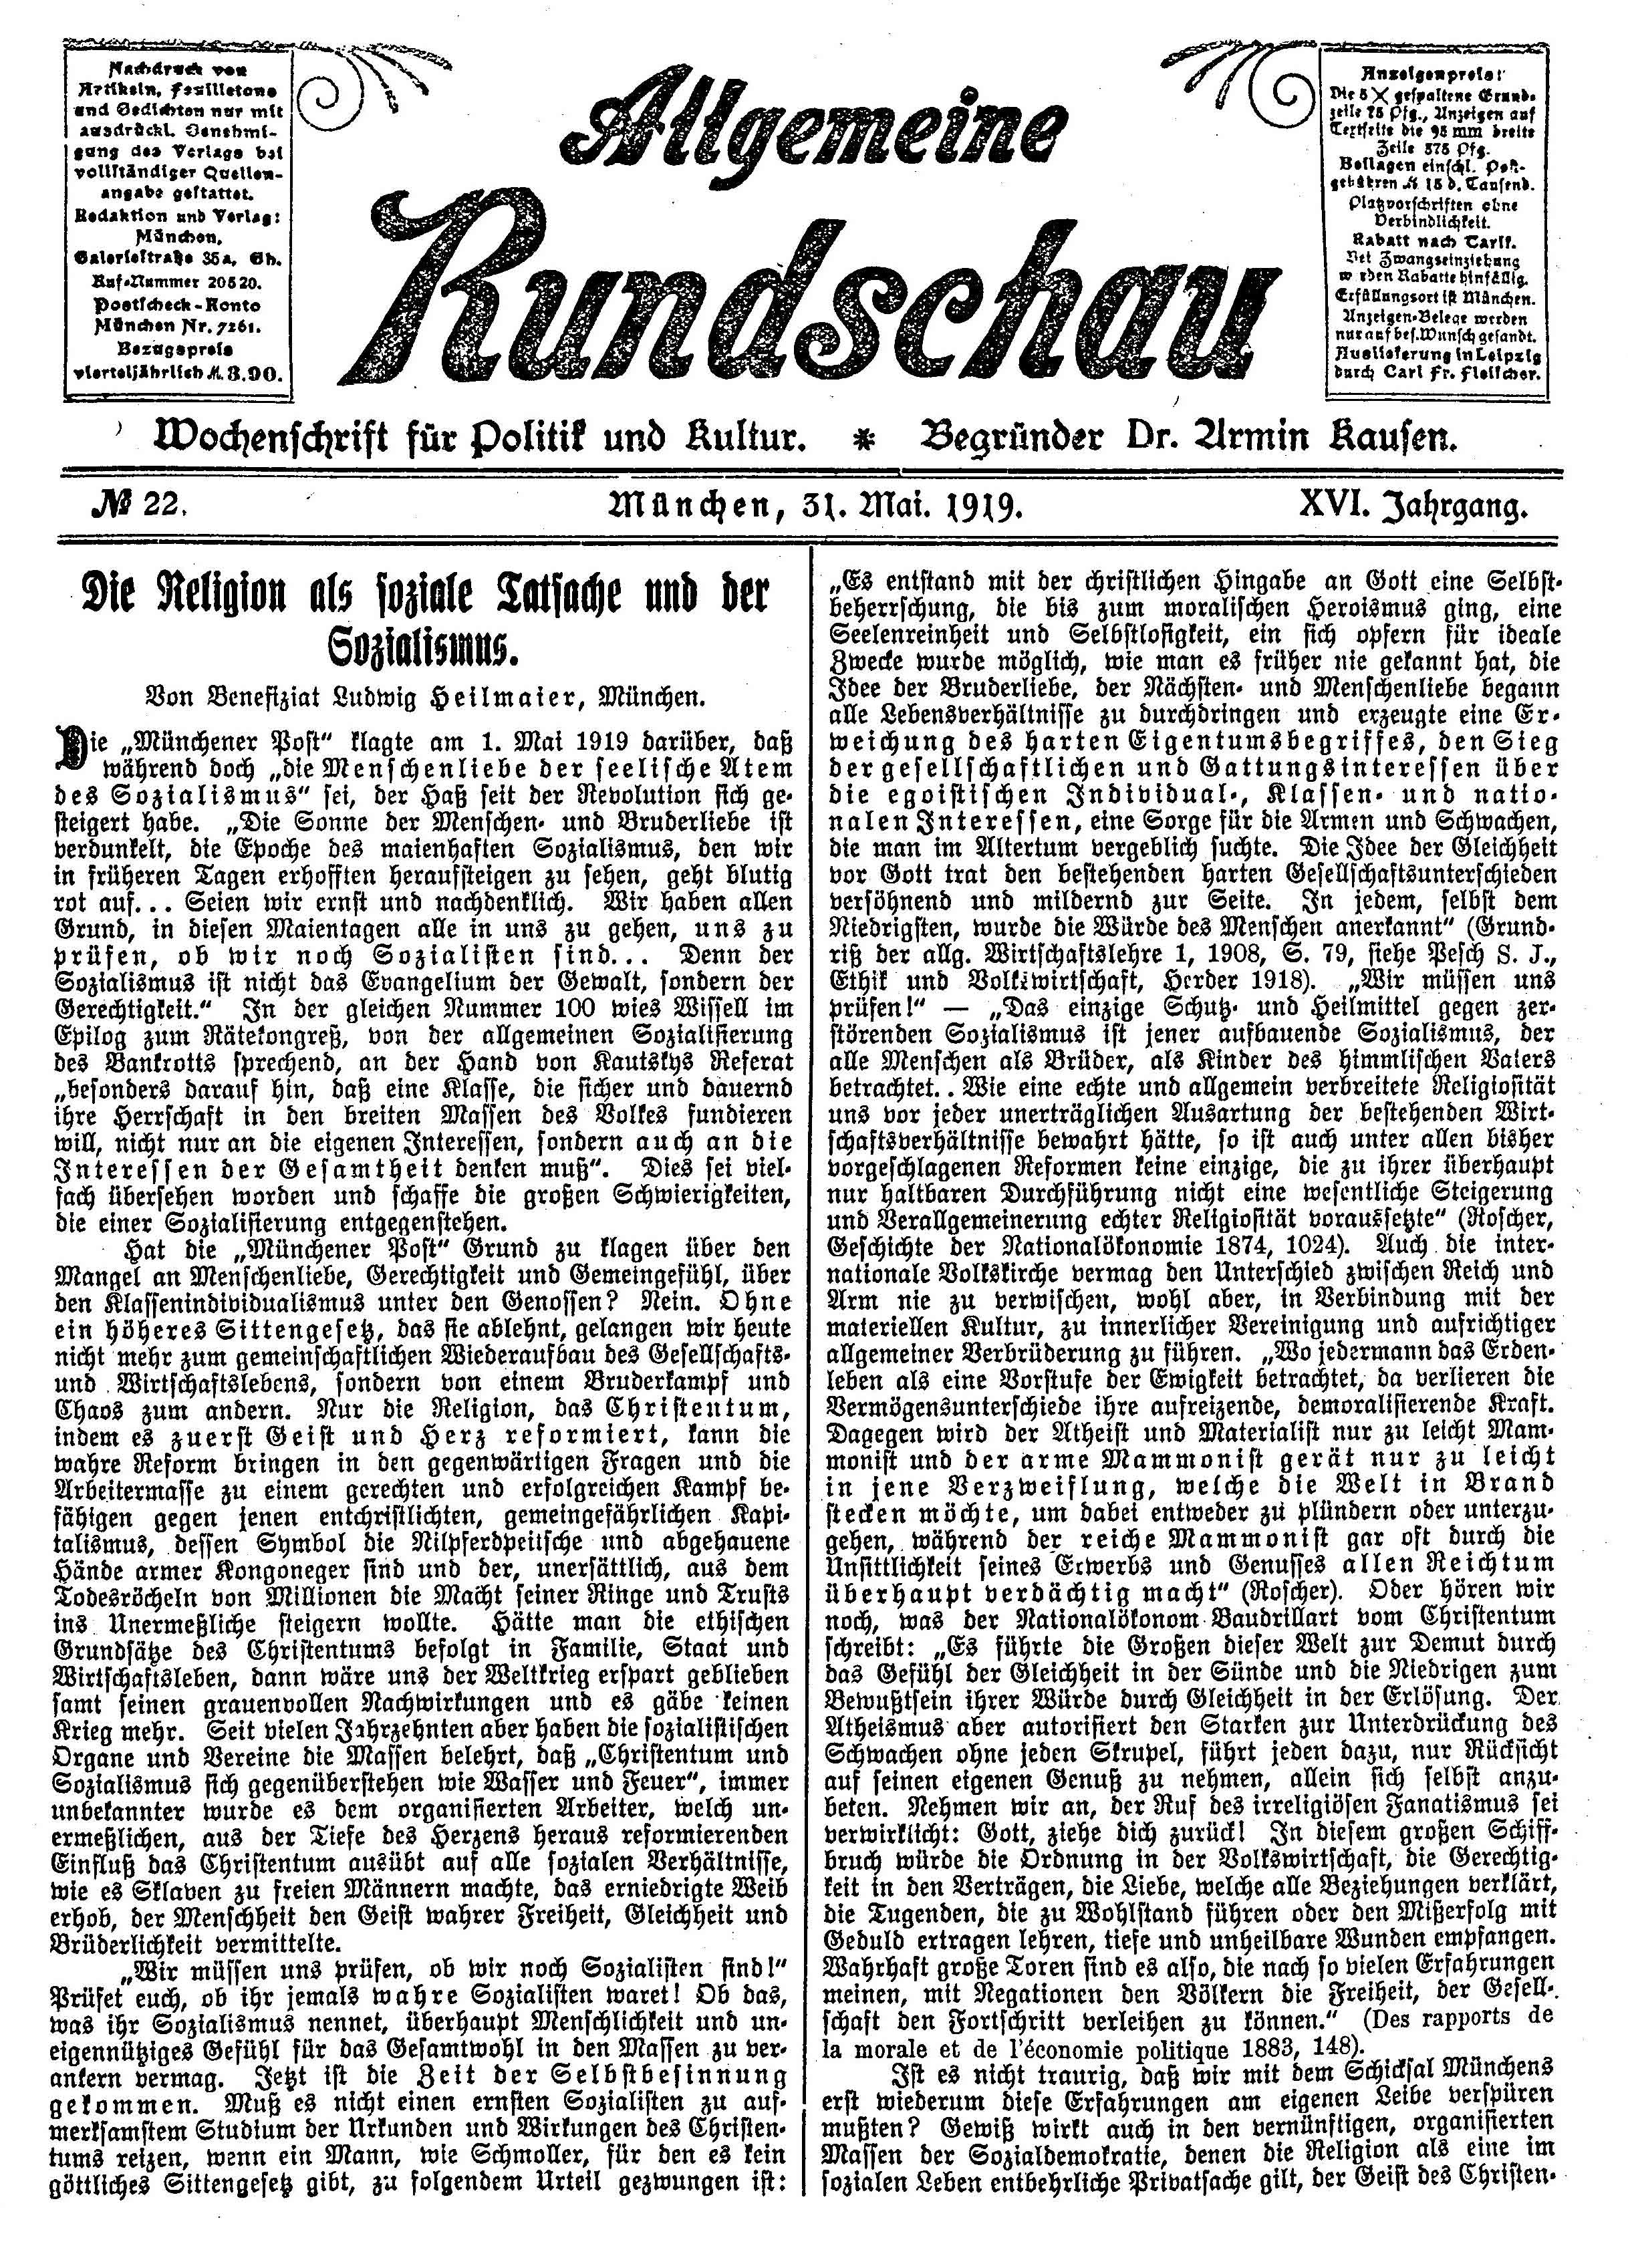 Nachdruck von
Artikeln, Feuilletons
und Gedichten nur mit
ausdrückl. Genehmi-
gung des Verlags bei
vollständiger Quellen-
angabe gestattet.
Redaktion und Verlag:
München,
Galeriestraße 35a, Gh.
Ruf-Nummer 20520.
Postscheck-Konto
München Nr. 7261.
Bezugspreis
vierteljährlich M. 3.90.
Allgemeine
Rundschau
Anzeigenpreis:
Die 5 X gespaltene Grund-
zeile 75 Pfg., Anzeigen auf
Textseite die 95 mm breite
Zeile 375 Pfg.
Beilagen einschl. Post-
gebühren M 15 d. Tausend.
Platzvorschriften ohne
Verbindlichkeit.
Rabatt nach Tarif.
Bei Zwangseinziehung
werden Rabatte hinfällig.
Erfüllungsort ist München.
Anzeigen-Belege werden
nur auf bes. Wunsch gesandt.
Auslieferung in Leipzig
durch Carl Fr. Fleischer.
Wochenschrift für Politik und Kultur. * Begründer Dr. Armin Kausen.
№ 22.
München, 31. Mai. 1919.
XVI. Jahrgang.
Die Religion als soziale Tatsache und der
Sozialismus.
Von Benefiziat Ludwig Heilmaier, München.
Die „Münchener Post“ klagte am 1. Mai 1919 darüber, daß
während doch „die Menschenliebe der seelische Atem
des Sozialismus“ sei, der Haß seit der Revolution sich ge-
steigert habe. „Die Sonne der Menschen- und Bruderliebe ist
verdunkelt, die Epoche des maienhaften Sozialismus, den wir
in früheren Tagen erhofften heraufsteigen zu sehen, geht blutig
rot auf... Seien wir ernst und nachdenklich. Wir haben allen
Grund, in diesen Maientagen alle in uns zu gehen, uns zu
prüfen, ob wir noch Sozialisten sind... Denn der
Sozialismus ist nicht das Evangelium der Gewalt, sondern der
Gerechtigkeit.“ In der gleichen Nummer 100 wies Wissell im
Epilog zum Rätekongreß, von der allgemeinen Sozialisierung
des Bankrotts sprechend, an der Hand von Kautskys Referat
„besonders darauf hin, daß eine Klasse, die sicher und dauernd
ihre Herrschaft in den breiten Massen des Volkes fundieren
will, nicht nur an die eigenen Interessen, sondern auch an die
Interessen der Gesamtheit denken muß“. Dies sei viel-
fach übersehen worden und schaffe die großen Schwierigkeiten,
die einer Sozialisierung entgegenstehen.
Hat die „Münchener Post“ Grund zu klagen über den
Mangel an Menschenliebe, Gerechtigkeit und Gemeingefühl, über
den Klassenindividualismus unter den Genossen? Nein. Ohne
ein höheres Sittengesetz, das sie ablehnt, gelangen wir heute
nicht mehr zum gemeinschaftlichen Wiederaufbau des Gesellschafts-
und Wirtschaftslebens, sondern von einem Bruderkampf und
Chaos zum andern. Nur die Religion, das Christentum,
indem es zuerst Geist und Herz reformiert, kann die
wahre Reform bringen in den gegenwärtigen Fragen und die
Arbeitermasse zu einem gerechten und erfolgreichen Kampf be-
fähigen gegen jenen entchristlichten, gemeingefährlichen Kapi-
talismus, dessen Symbol die Nilpferdpeitsche und abgehauene
Hände armer Kongoneger sind und der, unersättlich, aus dem
Todesröcheln von Millionen die Macht seiner Ringe und Trusts
ins Unermeßliche steigern wollte. Hätte man die ethischen
Grundsätze des Christentums befolgt in Familie, Staat und
Wirtschaftsleben, dann wäre uns der Weltkrieg erspart geblieben
samt seinen grauenvollen Nachwirkungen und es gäbe keinen
Krieg mehr. Seit vielen Jahrzehnten aber haben die sozialistischen
Organe und Vereine die Massen belehrt, daß „Christentum und
Sozialismus sich gegenüberstehen wie Wasser und Feuer“, immer
unbekannter wurde es dem organisierten Arbeiter, welch un-
ermeßlichen, aus der Tiefe des Herzens heraus reformierenden
Einfluß das Christentum ausübt auf alle sozialen Verhältnisse,
wie es Sklaven zu freien Männern machte, das erniedrigte Weib
erhob, der Menschheit den Geist wahrer Freiheit, Gleichheit und
Brüderlichkeit vermittelte.
„Wir müssen uns prüfen, ob wir noch Sozialisten sind!“
Prüfet euch, ob ihr jemals wahre Sozialisten waret! Ob das,
was ihr Sozialismus nennet, überhaupt Menschlichkeit und un-
eigennütziges Gefühl für das Gesamtwohl in den Massen zu ver-
ankern vermag. Jetzt ist die Zeit der Selbstbesinnung
gekommen. Muß es nicht einen ernsten Sozialisten zu auf-
merksamstem Studium der Urkunden und Wirkungen des Christen-
tums reizen, wenn ein Mann, wie Schmoller, für den es kein
göttliches Sittengesetz gibt, zu folgendem Urteil gezwungen ist:
„Es entstand mit der christlichen Hingabe an Gott eine Selbst-
beherrschung, die bis zum moralischen Heroismus ging, eine
Seelenreinheit und Selbstlosigkeit, ein sich opfern für ideale
Zwecke wurde möglich, wie man es früher nie gekannt hat, die
Idee der Bruderliebe, der Nächsten- und Menschenliebe begann
alle Lebensverhältnisse zu durchdringen und erzeugte eine Er-
weichung des harten Eigentumsbegriffes, den Sieg
der gesellschaftlichen und Gattungsinteressen über
die egoistischen Individual-, Klassen- und natio-
nalen Interessen, eine Sorge für die Armen und Schwachen,
die man im Altertum vergeblich suchte. Die Idee der Gleichheit
vor Gott trat den bestehenden harten Gesellschaftsunterschieden
versöhnend und mildernd zur Seite. In jedem, selbst dem
Niedrigsten, wurde die Würde des Menschen anerkannt“ (Grund-
riß der allg. Wirtschaftslehre 1, 1908, S. 79, siehe Pesch S. J.,
Ethik und Volkswirtschaft, Herder 1918). „Wir müssen uns
prüfen!“ — „Das einzige Schutz- und Heilmittel gegen zer-
störenden Sozialismus ist jener aufbauende Sozialismus, der
alle Menschen als Brüder, als Kinder des himmlischen Vaters
betrachtet.. Wie eine echte und allgemein verbreitete Religiosität
uns vor jeder unerträglichen Ausartung der bestehenden Wirt-
schaftsverhältnisse bewahrt hätte, so ist auch unter allen bisher
vorgeschlagenen Reformen keine einzige, die zu ihrer überhaupt
nur haltbaren Durchführung nicht eine wesentliche Steigerung
und Verallgemeinerung echter Religiosität voraussetzte“ (Roscher,
Geschichte der Nationalökonomie 1874, 1024). Auch die inter-
nationale Volkskirche vermag den Unterschied zwischen Reich und
Arm nie zu verwischen, wohl aber, in Verbindung mit der
materiellen Kultur, zu innerlicher Vereinigung und aufrichtiger
allgemeiner Verbrüderung zu führen. „Wo jedermann das Erden-
leben als eine Vorstufe der Ewigkeit betrachtet, da verlieren die
Vermögensunterschiede ihre aufreizende, demoralisierende Kraft.
Dagegen wird der Atheist und Materialist nur zu leicht Mam-
monist und der arme Mammonist gerät nur zu leicht
in jene Verzweiflung, welche die Welt in Brand
stecken möchte, um dabei entweder zu plündern oder unterzu-
gehen, während der reiche Mammonist gar oft durch die
Unsittlichkeit seines Erwerbs und Genusses allen Reichtum
überhaupt verdächtig macht“ (Roscher). Oder hören wir
noch, was der Nationalökonom Baudrillart vom Christentum
schreibt: „Es führte die Großen dieser Welt zur Demut durch
das Gefühl der Gleichheit in der Sünde und die Niedrigen zum
Bewußtsein ihrer Würde durch Gleichheit in der Erlösung. Der
Atheismus aber autorisiert den Starken zur Unterdrückung des
Schwachen ohne jeden Skrupel, führt jeden dazu, nur Rücksicht
auf seinen eigenen Genuß zu nehmen, allein sich selbst anzu-
beten. Nehmen wir an, der Ruf des irreligiösen Fanatismus sei
verwirklicht: Gott, ziehe dich zurück! In diesem großen Schiff-
bruch würde die Ordnung in der Volkswirtschaft, die Gerechtig-
keit in den Verträgen, die Liebe, welche alle Beziehungen verklärt,
die Tugenden, die zu Wohlstand führen oder den Mißerfolg mit
Geduld ertragen lehren, tiefe und unheilbare Wunden empfangen.
Wahrhaft große Toren sind es also, die nach so vielen Erfahrungen
meinen, mit Negationen den Völkern die Freiheit, der Gesell-
schaft den Fortschritt verleihen zu können.“ (Des rapports de
la morale et de l'économie politique 1883, 148).
Ist es nicht traurig, daß wir mit dem Schicksal Münchens
erst wiederum diese Erfahrungen am eigenen Leibe verspüren
mußten? Gewiß wirkt auch in den vernünftigen, organisierten
Massen der Sozialdemokratie, denen die Religion als eine im
sozialen Leben entbehrliche Privatsache gilt, der Geist des Christen-